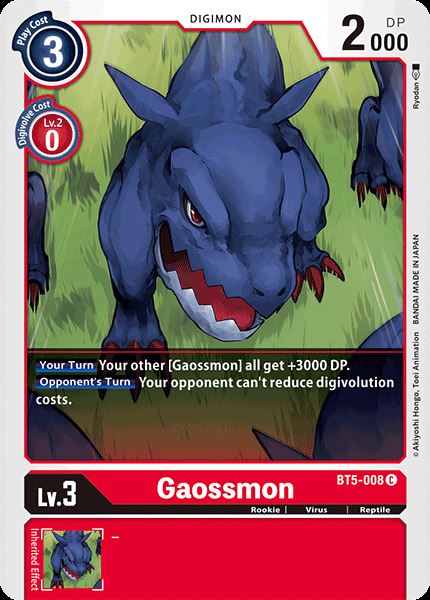 Play Cost
3
DIGIMON
DP
2000
Digivolve Cost
Lv.2
0
Ryodan
Your Turn Your other [Gaossmon] all get +3000 DP.
Opponent's Turn Your opponent can't reduce digivolution
costs.
©Akiyoshi Hongo, Toei Animation BANDAI MADE IN JAPAN
BT5-008 C
Lv.3
Gaossmon
Rookie | Virus | Reptile
Inherited Effect
–